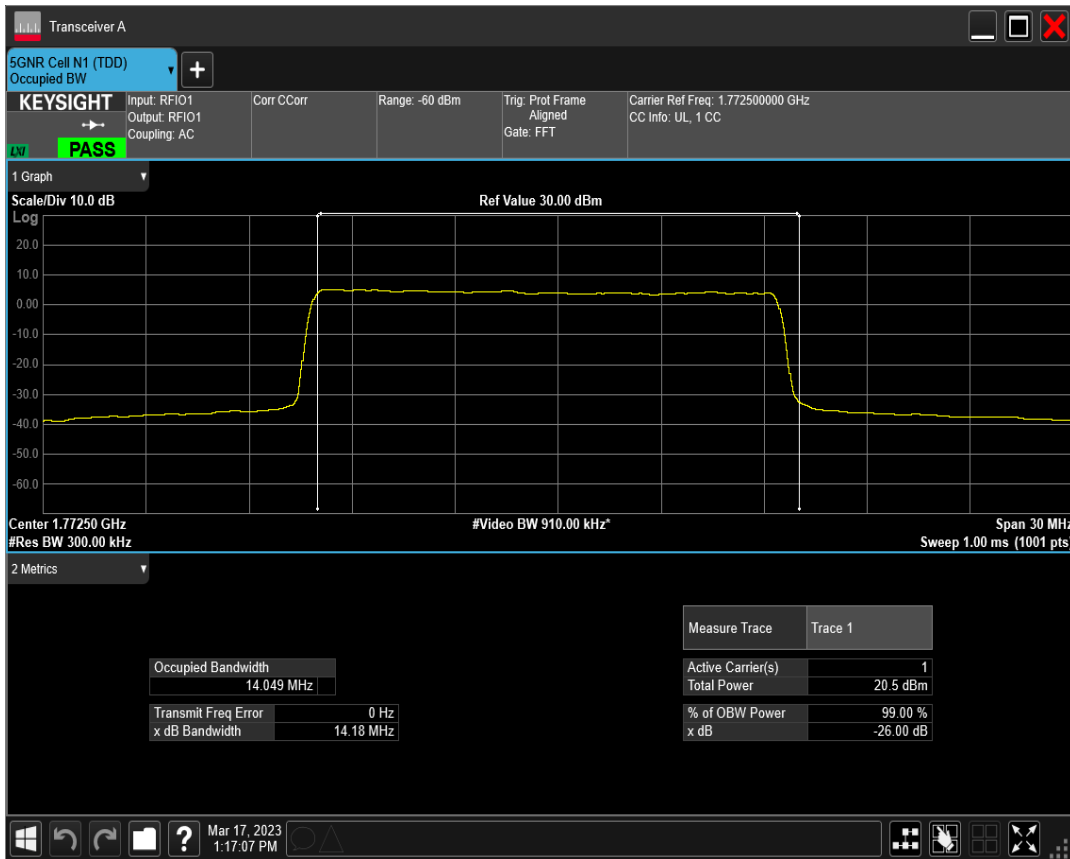 Transceiver A
5GNR Cell N1 (TDD)
Occupied BW
+
KEYSIGHT
LXI
PASS
Input: RFIO1
Output: RFIO1
Coupling: AC
Corr CCorr
Range: -60 dBm
Trig: Prot Frame
Aligned
Gate: FFT
Carrier Ref Freq: 1.772500000 GHz
CC Info: UL, 1 CC
1 Graph
Scale/Div 10.0 dB
Ref Value 30.00 dBm
Log
20.0
10.0
0.00
-10.0
-20.0
-30.0
-40.0
-50.0
-60.0
Center 1.77250 GHz
#Video BW 910.00 kHz*
Span 30 MHz
#Res BW 300.00 kHz
Sweep 1.00 ms (1001 pts)
2 Metrics
Measure Trace Trace 1
Occupied Bandwidth
14.049 MHz
Active Carrier(s) 1
Total Power 20.5 dBm
Transmit Freq Error 0 Hz
x dB Bandwidth 14.18 MHz
% of OBW Power 99.00 %
x dB -26.00 dB
?
Mar 17, 2023
1:17:07 PM